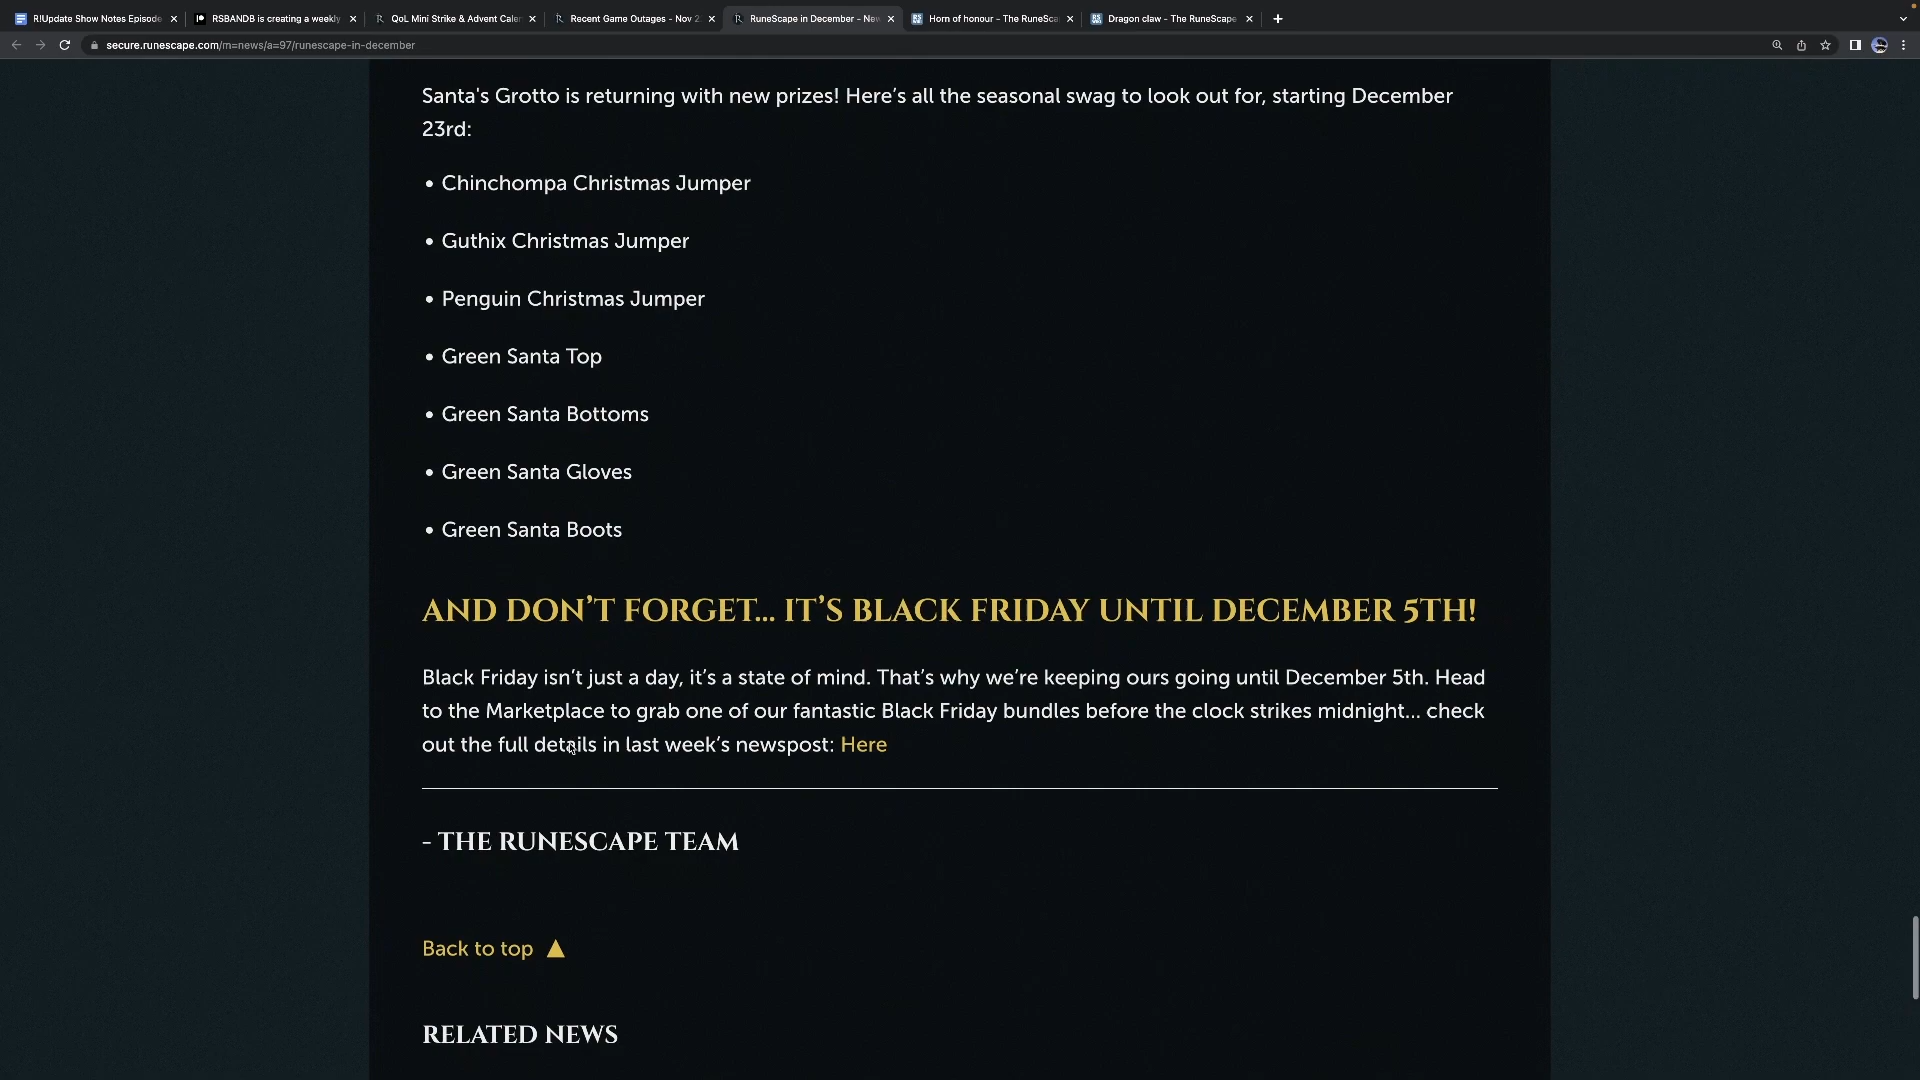 R!Update Show Notes Episode
RSBANDB is creating a weekly
QoL Mini Strike & Advent Caler
Recent Game Outages - Nov 2
RuneScape in December - New
Horn of honour - The RuneSca
Dragon claw - The RuneScape
secure.runescape.com/m=news/a=97/runescape-in-december
Santa's Grotto is returning with new prizes! Here’s all the seasonal swag to look out for, starting December
23rd:
• Chinchompa Christmas Jumper
• Guthix Christmas Jumper
• Penguin Christmas Jumper
• Green Santa Top
• Green Santa Bottoms
• Green Santa Gloves
• Green Santa Boots
AND DON’T FORGET... IT’S BLACK FRIDAY UNTIL DECEMBER 5TH!
Black Friday isn’t just a day, it’s a state of mind. That’s why we’re keeping ours going until December 5th. Head
to the Marketplace to grab one of our fantastic Black Friday bundles before the clock strikes midnight... check
out the full details in last week’s newspost: Here
- THE RUNESCAPE TEAM
Back to top ▲
RELATED NEWS